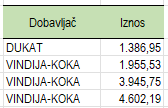 Dobavljač Iznos
DUKAT 1.386,95
VINDIJA-KOKA 1.955,53
VINDIJA-KOKA 3.945,75
VINDIJA-KOKA 4.602,16